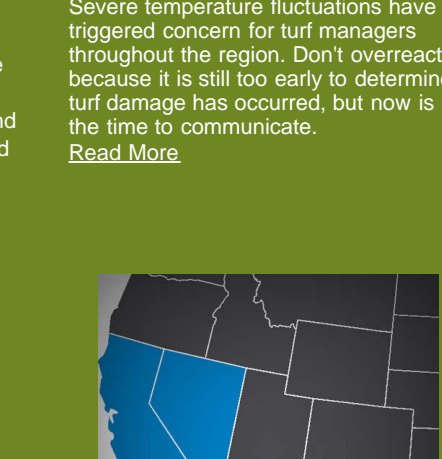 Severe temperature fluctuations have
triggered concern for turf managers
throughout the region. Don't overreact
because it is still too early to
turf damage has occurred, but now is
the time to communicate.
Read More